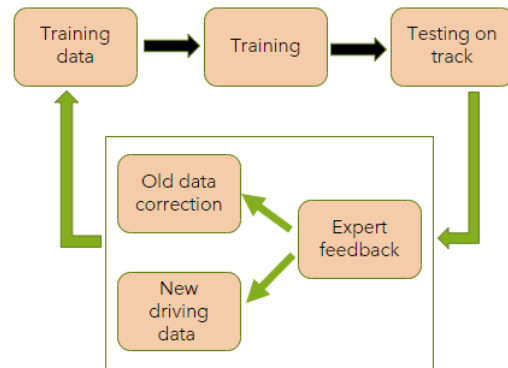 Training
data
Training
Testing on
track
Old data
correction
Expert
feedback
New
driving
data